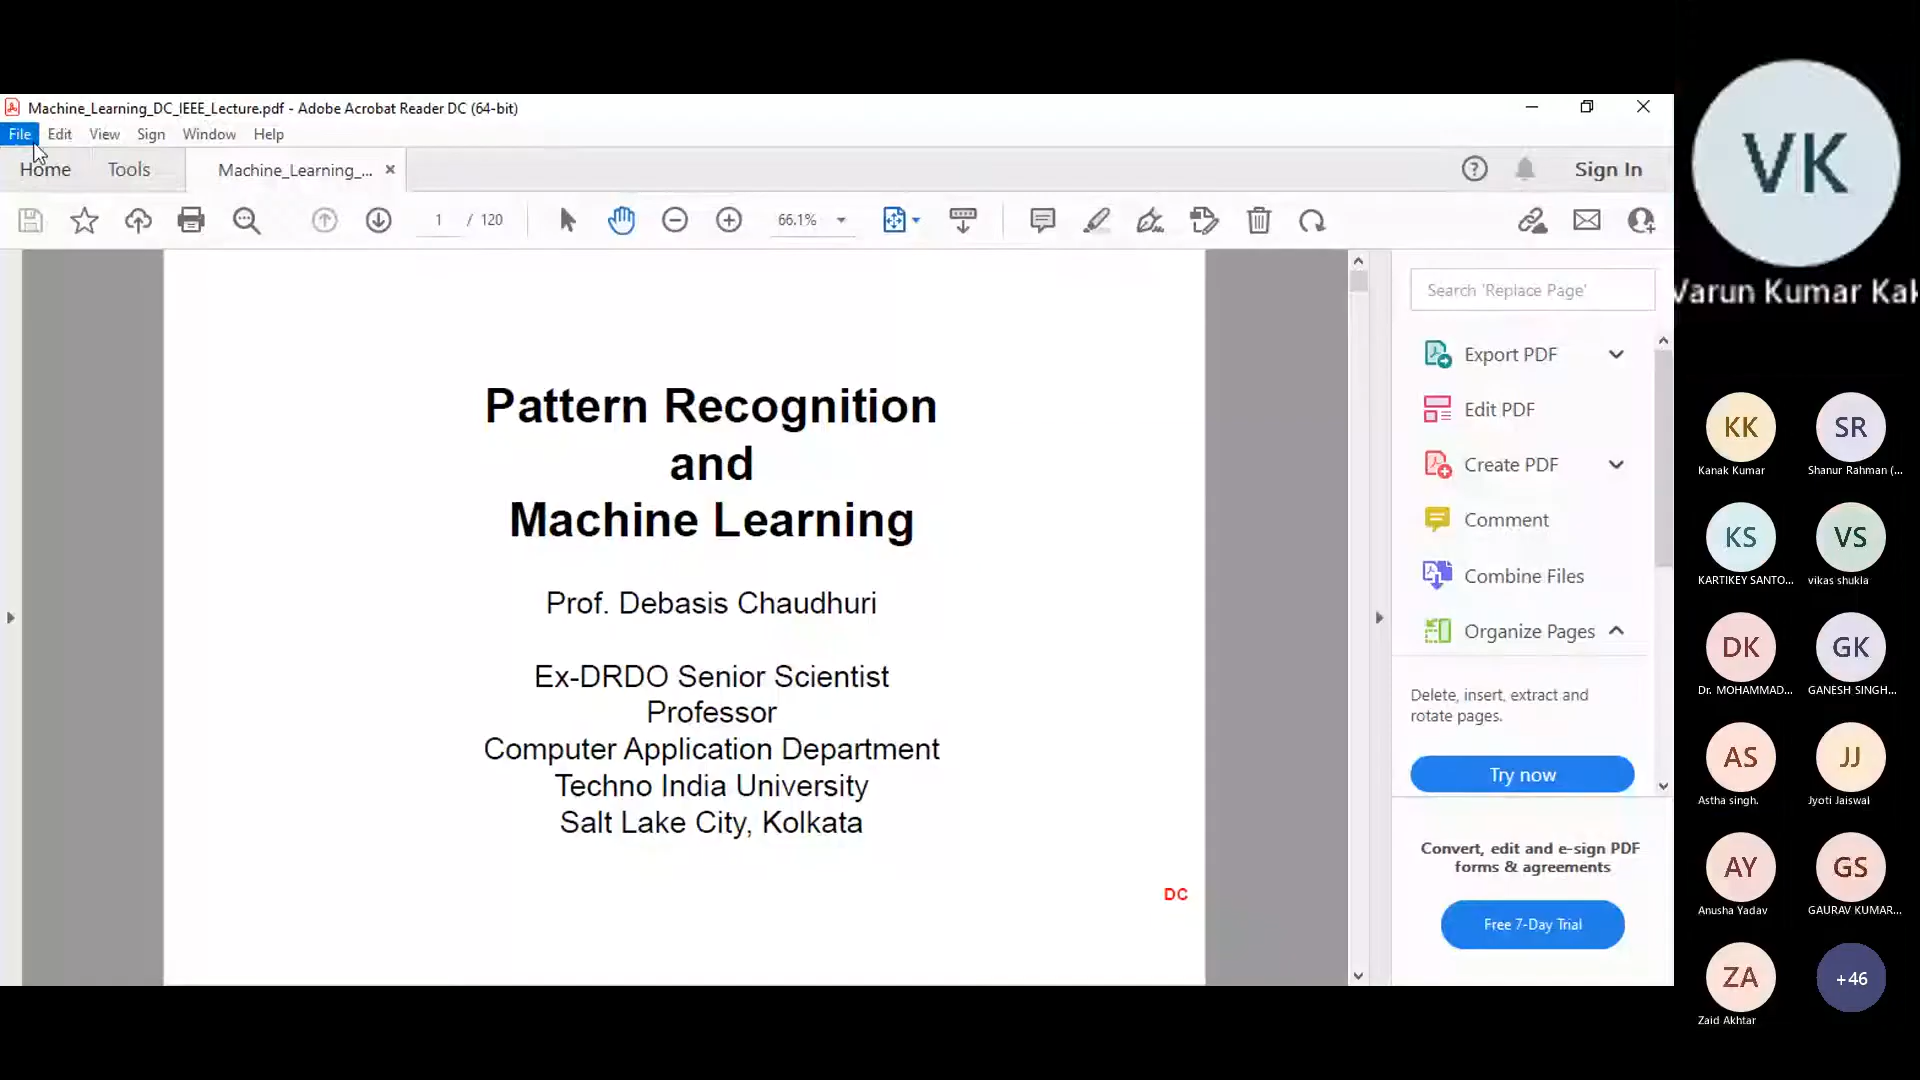 Machine_Learning_DC_IEEE_Lecture.pdf - Adobe Acrobat Reader DC (64-bit)
File Edit View Sign Window Help
Home Tools Machine_Learning_...
Sign In
1 / 120 66.1%
Pattern Recognition
and
Machine Learning
Prof. Debasis Chaudhuri
Ex-DRDO Senior Scientist
Professor
Computer Application Department
Techno India University
Salt Lake City, Kolkata
DC
Search 'Replace Page'
Export PDF
Edit PDF
Create PDF
Comment
Combine Files
Organize Pages
Delete, insert, extract and
rotate pages.
Try now
Convert, edit and e-sign PDF
forms & agreements
Free 7-Day Trial
VK
Varun Kumar Kak
KK SR
Kanak Kumar Shanur Rahman (...
KS VS
KARTIKEY SANTO... vikas shukla
DK GK
Dr. MOHAMMAD... GANESH SINGH...
AS JJ
Astha singh. Jyoti Jaiswal
AY GS
Anusha Yadav GAURAV KUMAR...
ZA +46
Zaid Akhtar